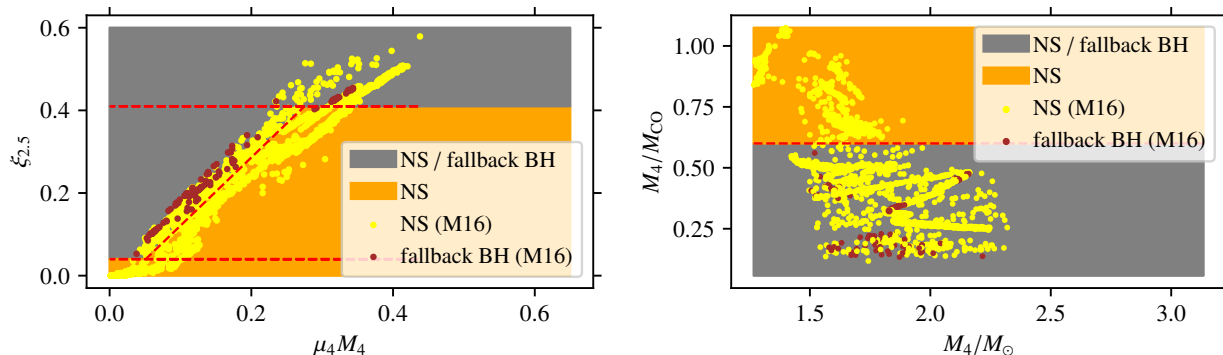 0.6
0.4
0.2
0.0
ξ2.5
0.0
0.2
0.4
0.6
μ4M4
NS / fallback BH
NS
NS (M16)
fallback BH (M16)
1.00
0.75
0.50
0.25
M4/MCO
1.5
2.0
2.5
3.0
M4/M⊙
NS / fallback BH
NS
NS (M16)
fallback BH (M16)